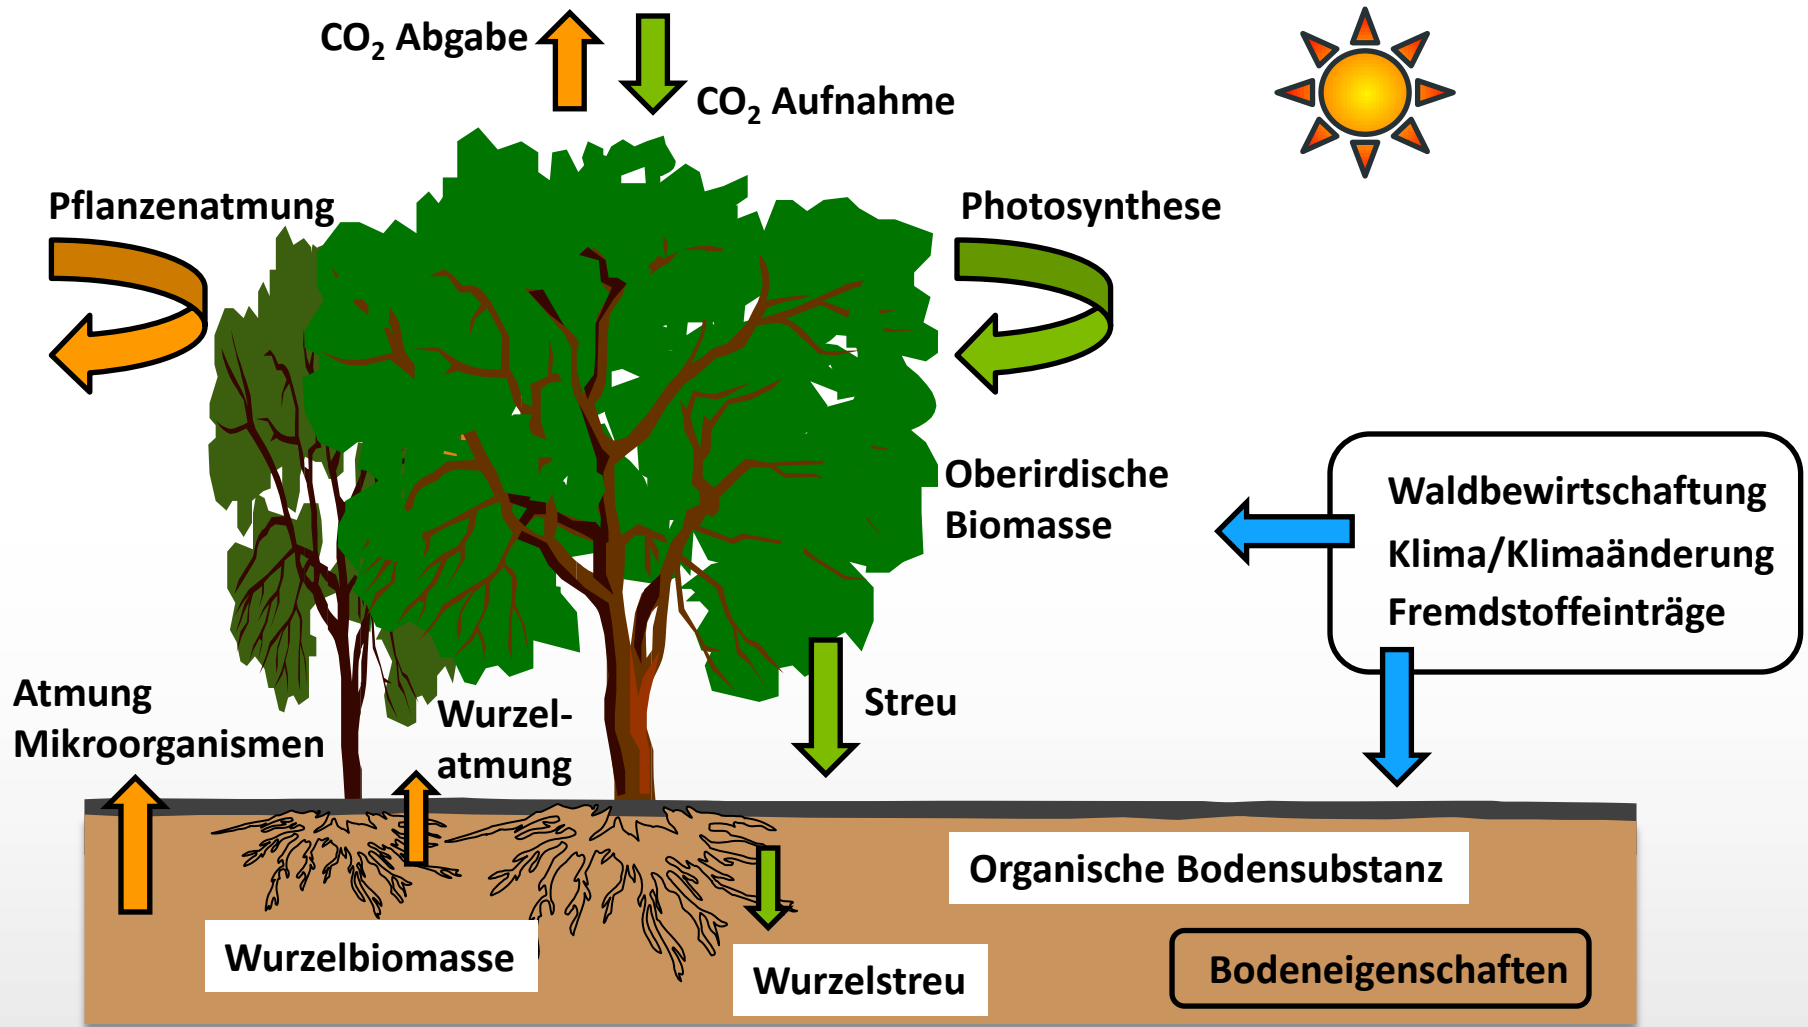 CO₂ Abgabe
CO₂ Aufnahme
Pflanzenatmung
Photosynthese
Oberirdische
Biomasse
Waldbewirtschaftung
Klima/Klimaänderung
Fremdstoffeinträge
Atmung
Mikroorganismen
Wurzel-
atmung
Streu
Organische Bodensubstanz
Wurzelbiomasse
Wurzelstreu
Bodeneigenschaften